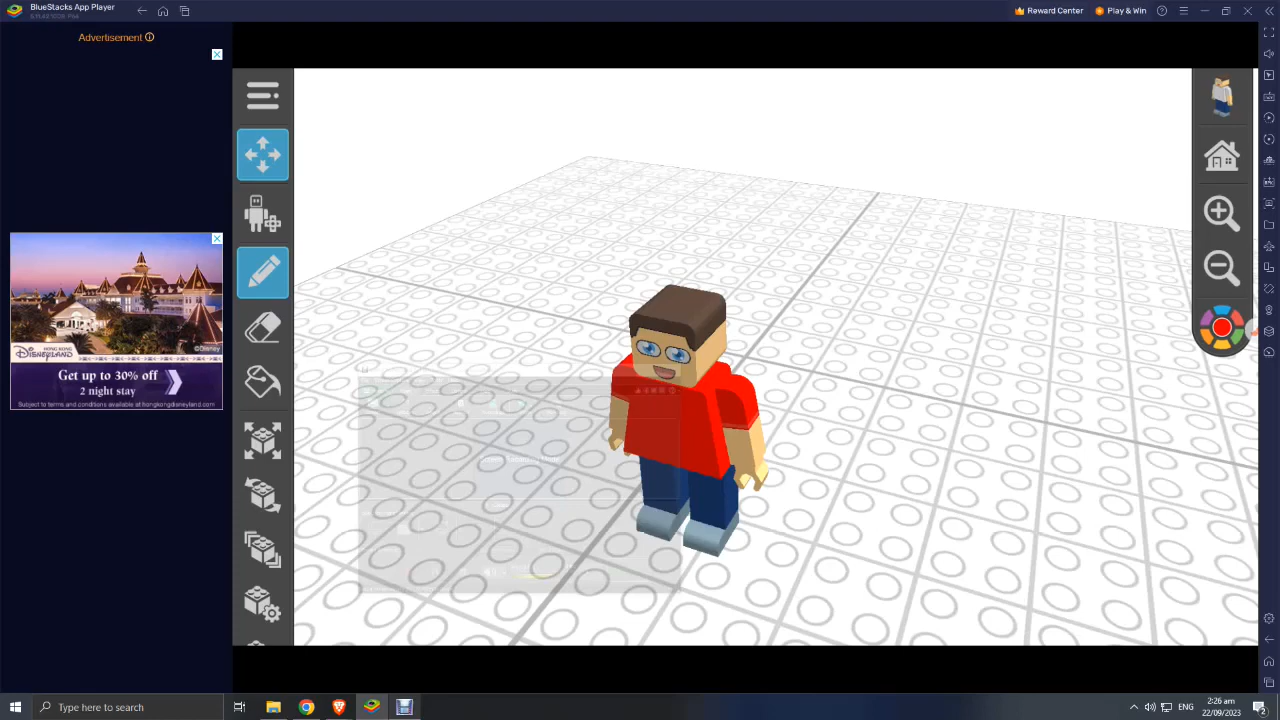 BlueStacks App Player
Reward Center
Play & Win
Advertisement
HONG KONG
DISNEYLAND
©Disney
Get up to 30% off
2 night stay
Subject to terms and conditions available at hongkongdisneyland.com
Type here to search
ENG
2:26 am
22/09/2023
2